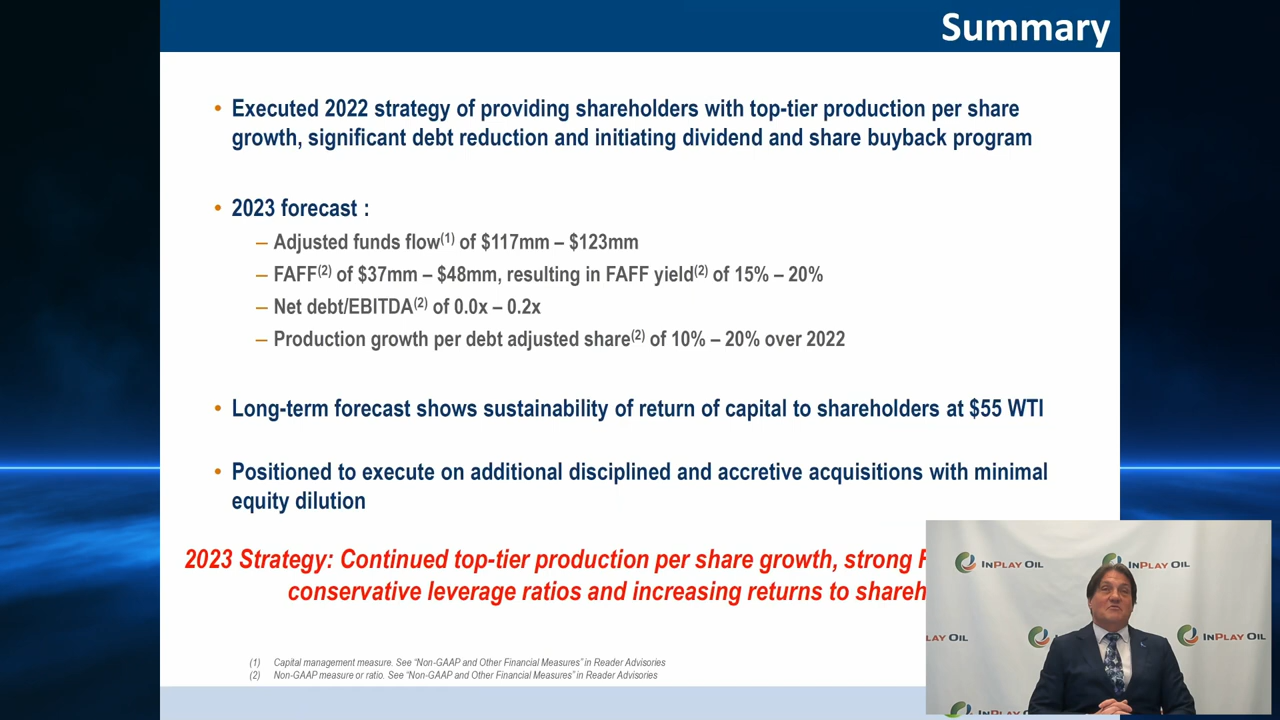 Summary
• Executed 2022 strategy of providing shareholders with top-tier production per share
growth, significant debt reduction and initiating dividend and share buyback program
• 2023 forecast :
– Adjusted funds flow(1) of $117mm – $123mm
– FAFF(2) of $37mm – $48mm, resulting in FAFF yield(2) of 15% – 20%
– Net debt/EBITDA(2) of 0.0x – 0.2x
– Production growth per debt adjusted share(2) of 10% – 20% over 2022
• Long-term forecast shows sustainability of return of capital to shareholders at $55 WTI
• Positioned to execute on additional disciplined and accretive acquisitions with minimal
equity dilution
2023 Strategy: Continued top-tier production per share growth, strong
conservative leverage ratios and increasing returns to
(1) Capital management measure. See “Non-GAAP and Other Financial Measures” in Reader Advisories
(2) Non-GAAP measure or ratio. See “Non-GAAP and Other Financial Measures” in Reader Advisories
INPLAY OIL
INPLAY OIL
LAY OIL
INPLAY OIL